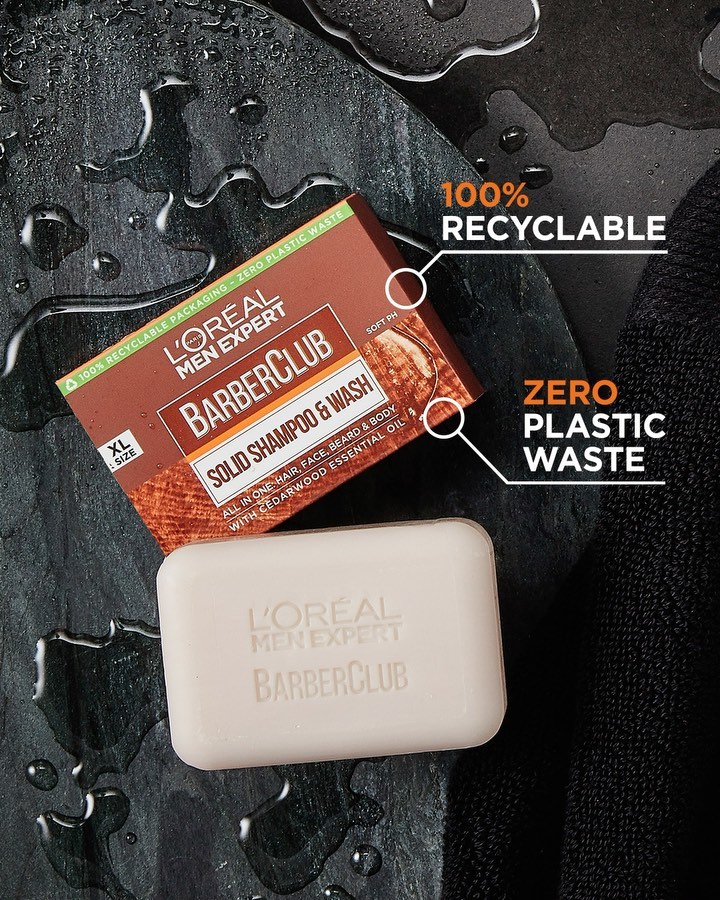 100%
RECYCLABLE
100% RECYCLABLE PACKAGING - ZERO PLASTIC WASTE
L'ORÉAL
PARIS
MEN EXPERT
SOFT PH
BARBERCLUB
SOLID SHAMPOO & WASH
XL
SIZE
ALL IN ONE: HAIR, FACE, BEARD & BODY
WITH CEDARWOOD ESSENTIAL OIL
ZERO
PLASTIC
WASTE
L'ORÉAL
MEN EXPERT
BARBERCLUB